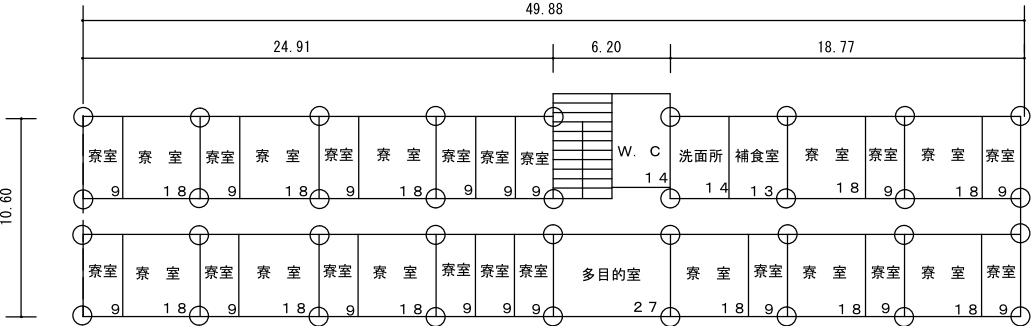 49.88
24.91 6.20 18.77
10.60
寮室 寮 室 寮室 寮 室 寮室 寮 室 寮室 寮室 寮室 W. C 洗面所 補食室 寮 室 寮室 寮 室 寮室
9 18 9 18 9 18 9 9 9 14 14 13 18 9 18 9
寮室 寮 室 寮室 寮 室 寮室 寮 室 寮室 寮室 寮室 多目的室 寮 室 寮室 寮 室 寮室 寮 室 寮室
9 18 9 18 9 18 9 9 9 27 18 9 18 9 18 9